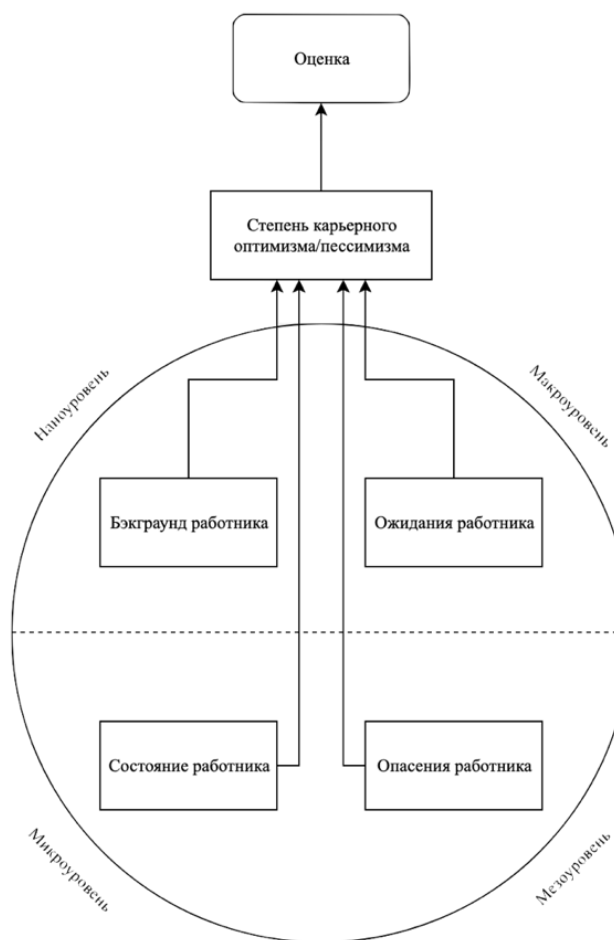 Оценка
Степень карьерного
оптимизма/пессимизма
Наноуровень
Макроуровень
Бэкграунд работника
Ожидания работника
Состояние работника
Опасения работника
Микроуровень
Мезоуровень